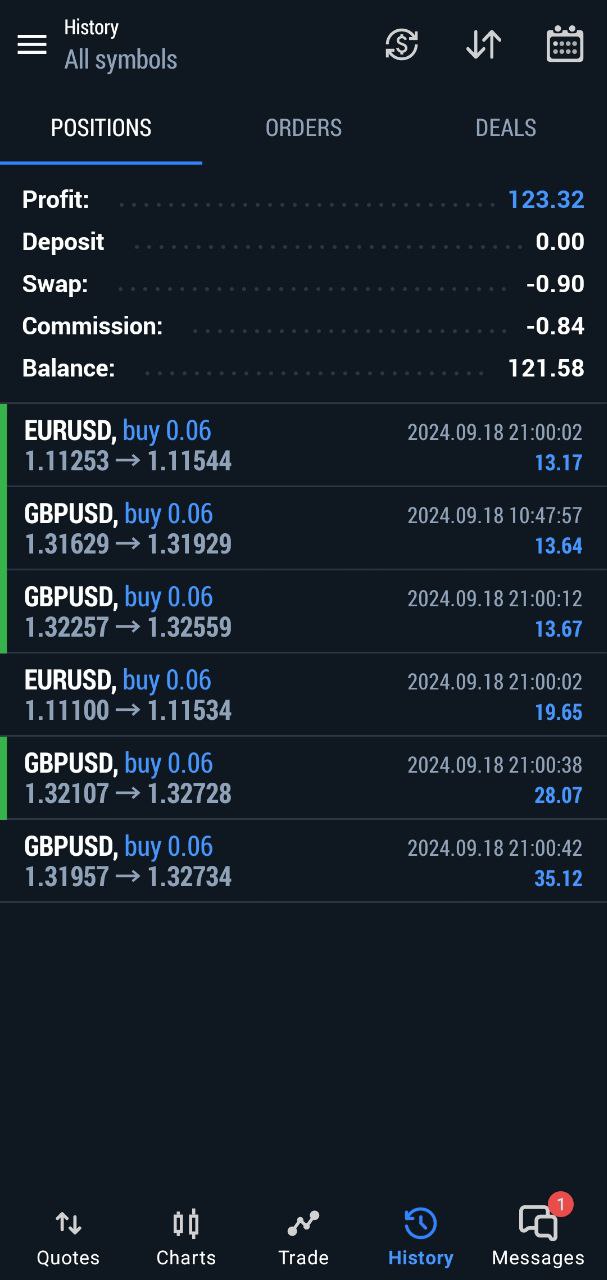 History
All symbols
POSITIONS ORDERS DEALS
Profit: 123.32
Deposit 0.00
Swap: -0.90
Commission: -0.84
Balance: 121.58
EURUSD, buy 0.06 2024.09.18 21:00:02
1.11253 → 1.11544 13.17
GBPUSD, buy 0.06 2024.09.18 10:47:57
1.31629 → 1.31929 13.64
GBPUSD, buy 0.06 2024.09.18 21:00:12
1.32257 → 1.32559 13.67
EURUSD, buy 0.06 2024.09.18 21:00:02
1.11100 → 1.11534 19.65
GBPUSD, buy 0.06 2024.09.18 21:00:38
1.32107 → 1.32728 28.07
GBPUSD, buy 0.06 2024.09.18 21:00:42
1.31957 → 1.32734 35.12
1
Quotes Charts Trade History Messages